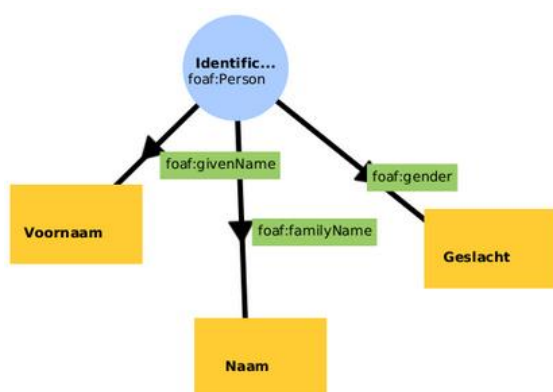 Identific...
foaf:Person
foaf:givenName
foaf:gender
Voornaam
foaf:familyName
Geslacht
Naam